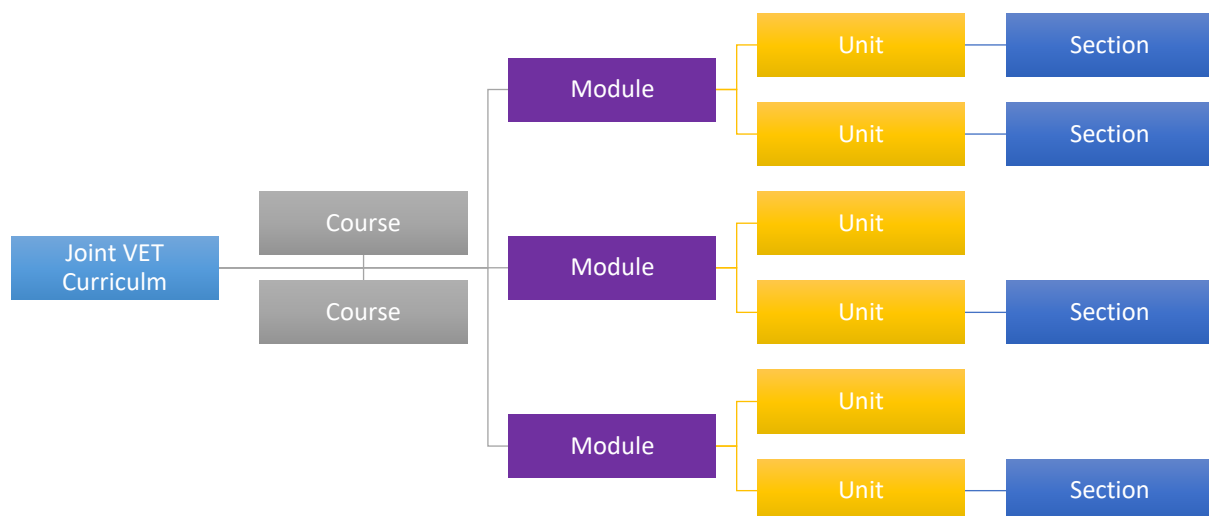 Joint VET
Curriculm
Course
Course
Module
Unit
Section
Unit
Section
Module
Unit
Unit
Section
Module
Unit
Unit
Section